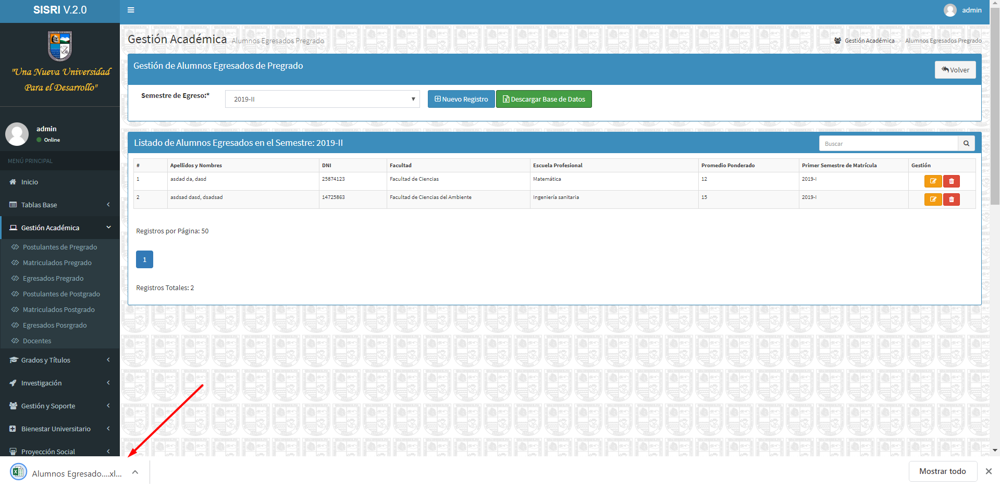 SISRI V.2.0
admin
"Una Nueva Universidad
Para el Desarrollo"
admin
Online
MENÚ PRINCIPAL
Inicio
Tablas Base
Gestión Académica
Postulantes de Pregrado
Matriculados Pregrado
Egresados Pregrado
Postulantes de Postgrado
Matriculados Postgrado
Egresados Posrgrado
Docentes
Grados y Títulos
Investigación
Gestión y Soporte
Bienestar Universitario
Proyección Social
Gestión Académica Alumnos Egresados Pregrado
Gestión Académica > Alumnos Egresados Pregrado
Gestión de Alumnos Egresados de Pregrado
Volver
Semestre de Egreso:* 2019-II Nuevo Registro Descargar Base de Datos
Listado de Alumnos Egresados en el Semestre: 2019-II Buscar
# Apellidos y Nombres DNI Facultad Escuela Profesional Promedio Ponderado Primer Semestre de Matrícula Gestión
1 asdad da, dasd 25874123 Facultad de Ciencias Matemática 12 2019-I
2 asdsad dasd, dsadsad 14725863 Facultad de Ciencias del Ambiente Ingeniería sanitaria 15 2019-I
Registros por Página: 50
1
Registros Totales: 2
Alumnos Egresado....xl...
Mostrar todo